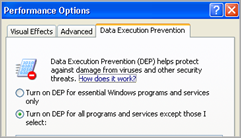 Performance Options
Visual Effects Advanced Data Execution Prevention
Data Execution Prevention (DEP) helps protect
against damage from viruses and other security
threats. How does it work?
Turn on DEP for essential Windows programs and services
only
Turn on DEP for all programs and services except those I
select: